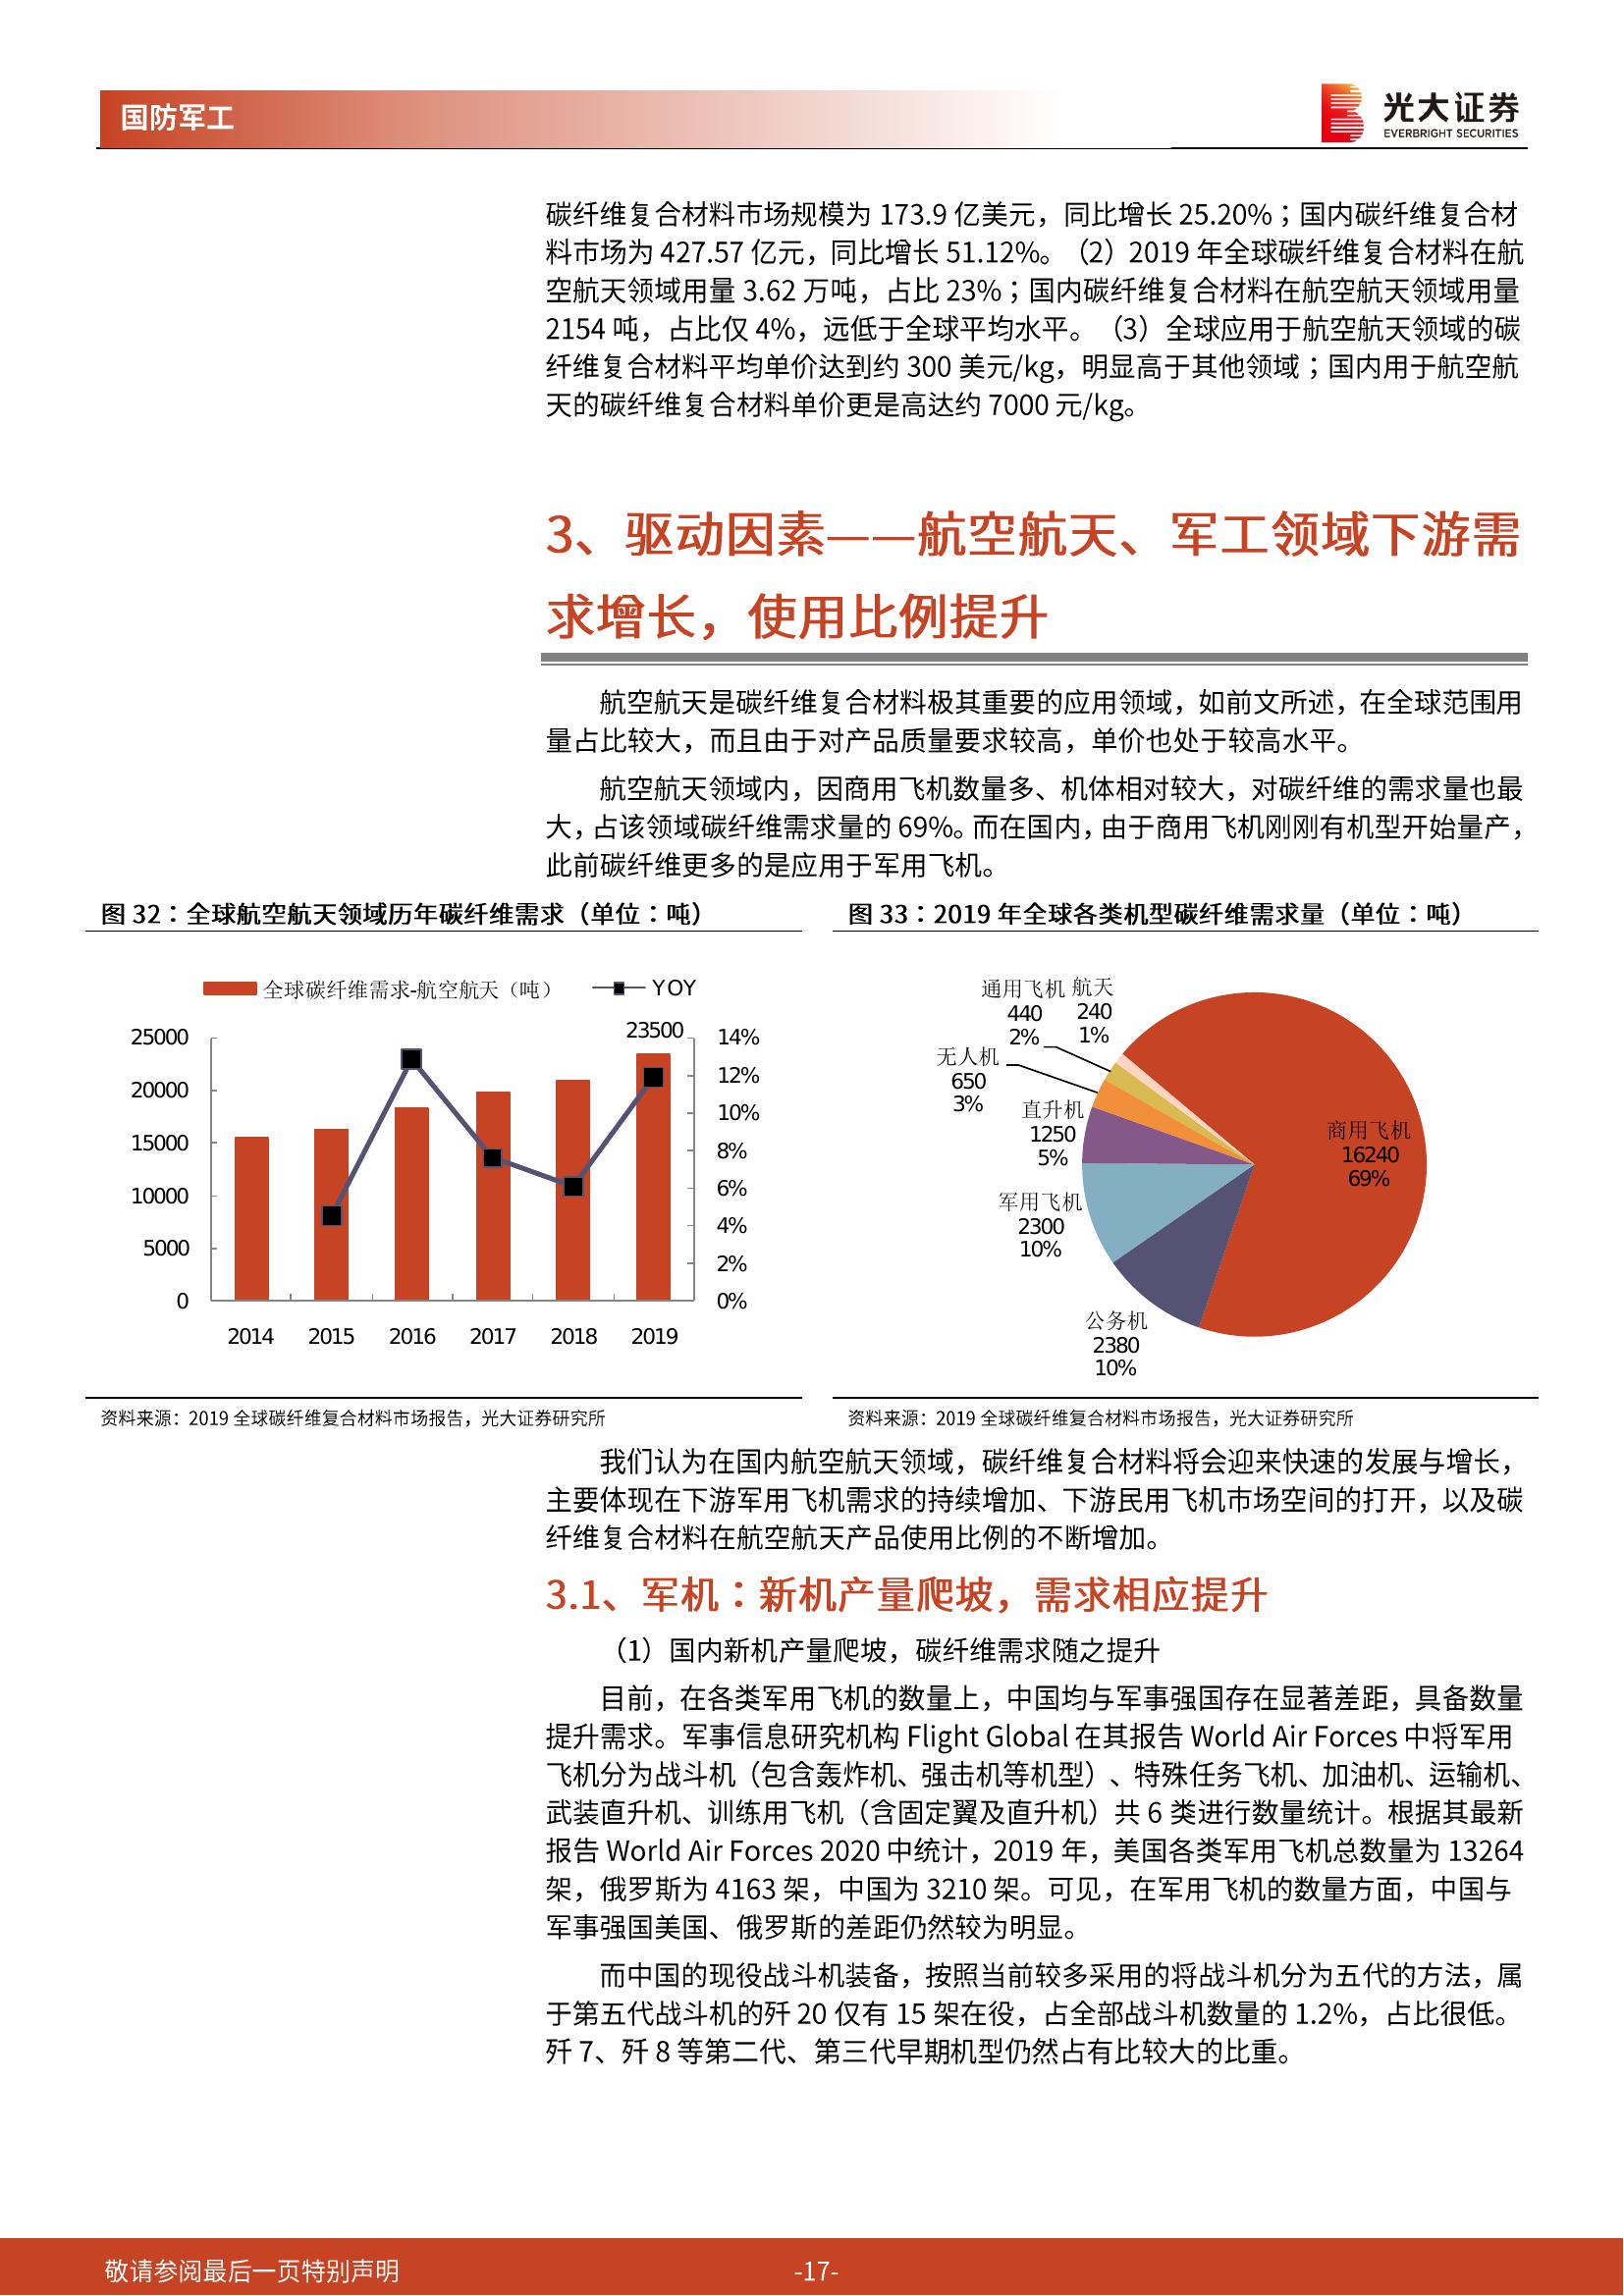 国防军工
光大证券
EVERBRIGHT SECURITIES
碳纤维复合材料市场规模为 173.9 亿美元，同比增长 25.20%；国内碳纤维复合材
料市场为 427.57 亿元，同比增长 51.12%。（2）2019 年全球碳纤维复合材料在航
空航天领域用量 3.62 万吨，占比 23%；国内碳纤维复合材料在航空航天领域用量
2154 吨，占比仅 4%，远低于全球平均水平。（3）全球应用于航空航天领域的碳
纤维复合材料平均单价达到约 300 美元/kg，明显高于其他领域；国内用于航空航
天的碳纤维复合材料单价更是高达约 7000 元/kg。
3、驱动因素——航空航天、军工领域下游需
求增长，使用比例提升
航空航天是碳纤维复合材料极其重要的应用领域，如前文所述，在全球范围用
量占比较大，而且由于对产品质量要求较高，单价也处于较高水平。
航空航天领域内，因商用飞机数量多、机体相对较大，对碳纤维的需求量也最
大，占该领域碳纤维需求量的 69%。而在国内，由于商用飞机刚刚有机型开始量产，
此前碳纤维更多的是应用于军用飞机。
图 32：全球航空航天领域历年碳纤维需求（单位：吨）
全球碳纤维需求-航空航天（吨）
YOY
23500
25000
20000
15000
10000
5000
0
14%
12%
10%
8%
6%
4%
2%
0%
2014 2015 2016 2017 2018 2019
资料来源：2019 全球碳纤维复合材料市场报告，光大证券研究所
图 33：2019 年全球各类机型碳纤维需求量（单位：吨）
通用飞机
440
2%
航天
240
1%
无人机
650
3%
直升机
1250
5%
军用飞机
2300
10%
公务机
2380
10%
商用飞机
16240
69%
资料来源：2019 全球碳纤维复合材料市场报告，光大证券研究所
我们认为在国内航空航天领域，碳纤维复合材料将会迎来快速的发展与增长，
主要体现在下游军用飞机需求的持续增加、下游民用飞机市场空间的打开，以及碳
纤维复合材料在航空航天产品使用比例的不断增加。
3.1、军机：新机产量爬坡，需求相应提升
（1）国内新机产量爬坡，碳纤维需求随之提升
目前，在各类军用飞机的数量上，中国均与军事强国存在显著差距，具备数量
提升需求。军事信息研究机构 Flight Global 在其报告 World Air Forces 中将军用
飞机分为战斗机（包含轰炸机、强击机等机型）、特殊任务飞机、加油机、运输机、
武装直升机、训练用飞机（含固定翼及直升机）共 6 类进行数量统计。根据其最新
报告 World Air Forces 2020 中统计，2019 年，美国各类军用飞机总数量为 13264
架，俄罗斯为 4163 架，中国为 3210 架。可见，在军用飞机的数量方面，中国与
军事强国美国、俄罗斯的差距仍然较为明显。
而中国的现役战斗机装备，按照当前较多采用的将战斗机分为五代的方法，属
于第五代战斗机的歼 20 仅有 15 架在役，占全部战斗机数量的 1.2%，占比很低。
歼 7、歼 8 等第二代、第三代早期机型仍然占有比较大的比重。
敬请参阅最后一页特别声明
-17-